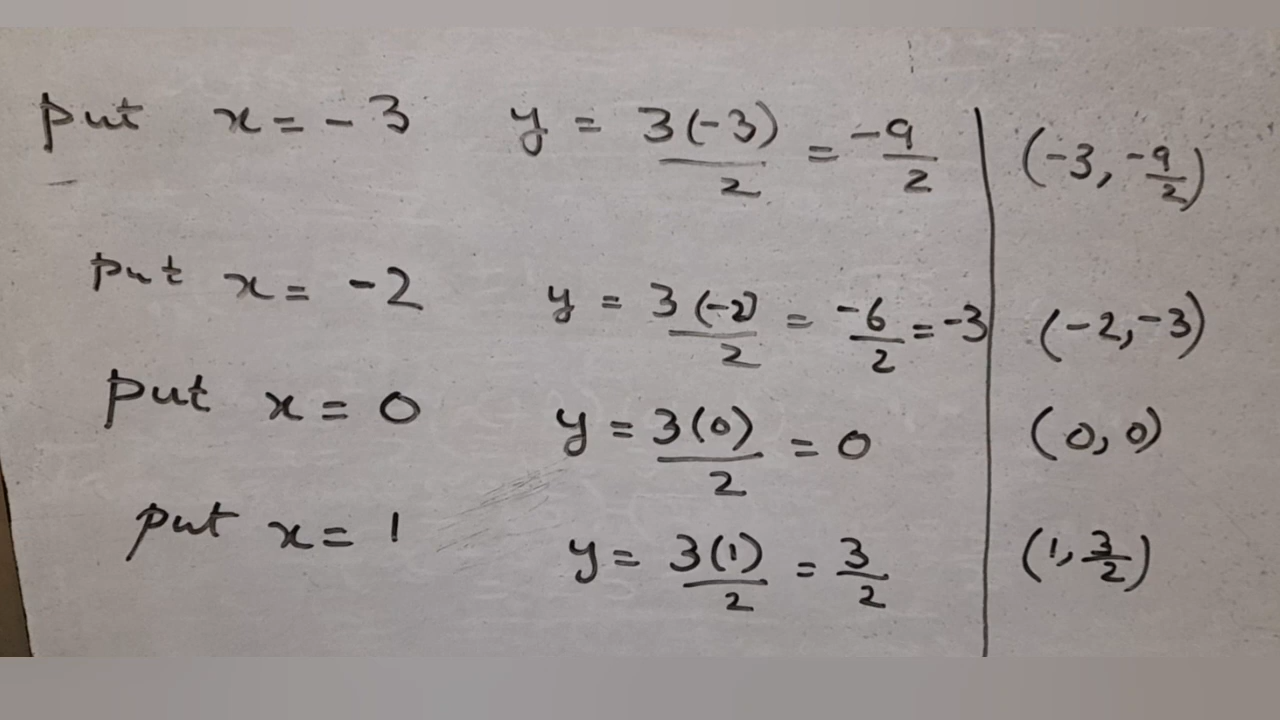 put x = -3 y = 3(-3)/2 = -9/2 (-3, -9/2)
put x = -2 y = 3(-2)/2 = -6/2 = -3 (-2, -3)
put x = 0 y = 3(0)/2 = 0 (0, 0)
put x = 1 y = 3(1)/2 = 3/2 (1, 3/2)